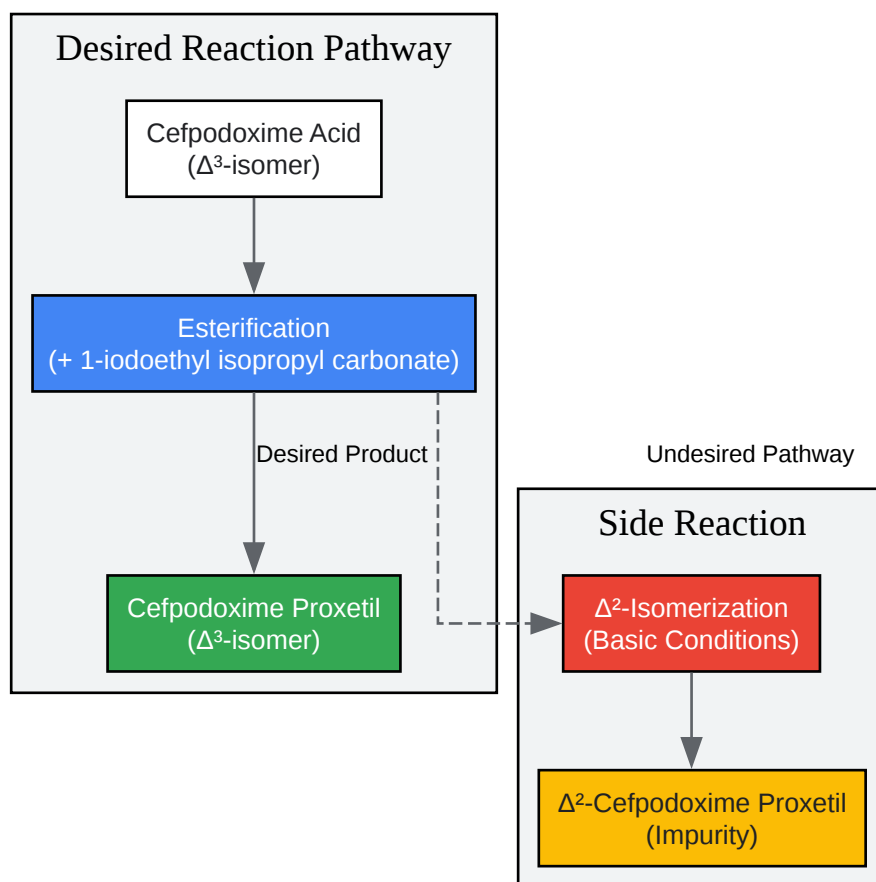 Desired Reaction Pathway
Cefpodoxime Acid
(Δ³-isomer)
Esterification
(+ 1-iodoethyl isopropyl carbonate)
Desired Product
Undesired Pathway
Cefpodoxime Proxetil
(Δ³-isomer)
Side Reaction
Δ²-Isomerization
(Basic Conditions)
Δ²-Cefpodoxime Proxetil
(Impurity)